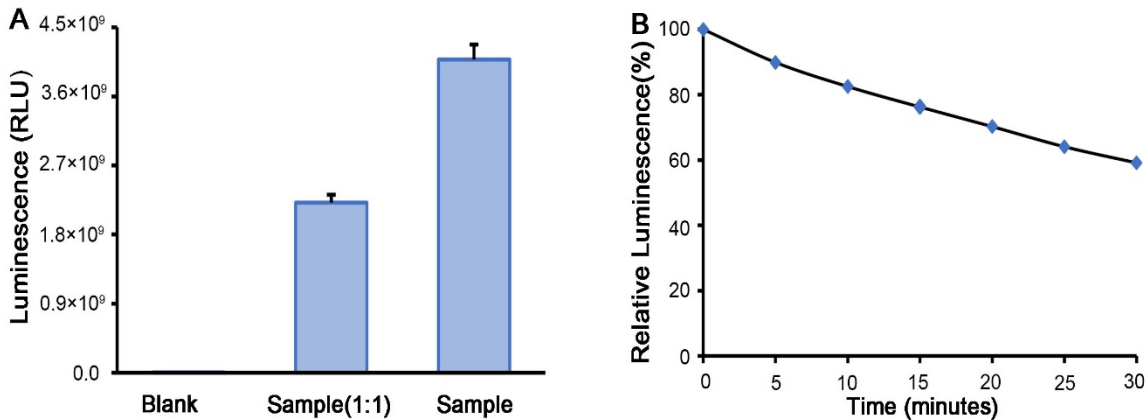 A
Luminescence (RLU)
4.5×10⁹
3.6×10⁹
2.7×10⁹
1.8×10⁹
0.9×10⁹
0.0
Blank
Sample(1:1)
Sample
B
Relative Luminescence(%)
100
80
60
40
20
0
0
5
10
15
20
25
30
Time (minutes)